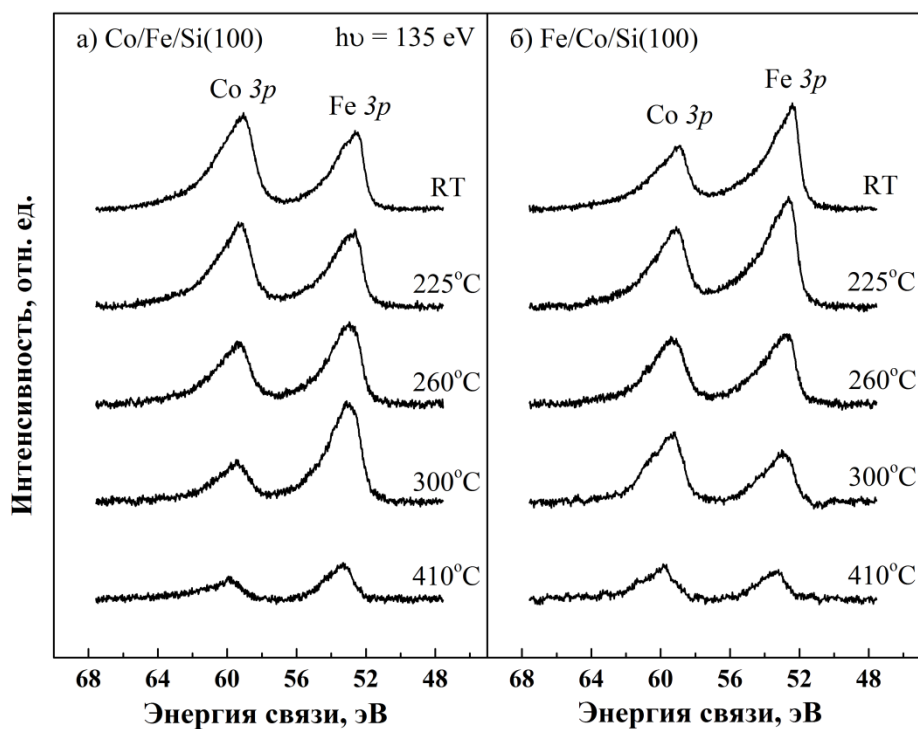 а) Co/Fe/Si(100)
hυ = 135 eV
Co 3p
Fe 3p
RT
225°C
260°C
300°C
410°C
б) Fe/Co/Si(100)
Co 3p
Fe 3p
RT
225°C
260°C
300°C
410°C
Интенсивность, отн. ед.
68 64 60 56 52 48
68 64 60 56 52 48
Энергия связи, эВ
Энергия связи, эВ